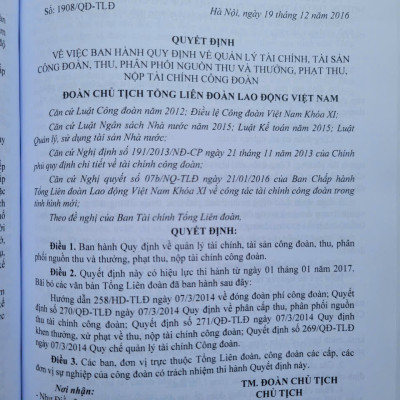 Số: 1908/QĐ-TLĐ
Hà Nội, ngày 19 tháng 12 năm 2016
QUYẾT ĐỊNH
VỀ VIỆC BAN HÀNH QUY ĐỊNH VỀ QUẢN LÝ TÀI CHÍNH, TÀI SẢN
CÔNG ĐOÀN, THU, PHÂN PHỐI NGUỒN THU VÀ THƯỞNG, PHẠT THU,
NỘP TÀI CHÍNH CÔNG ĐOÀN
ĐOÀN CHỦ TỊCH TỔNG LIÊN ĐOÀN LAO ĐỘNG VIỆT NAM
Căn cứ Luật Công đoàn năm 2012; Điều lệ Công đoàn Việt Nam Khóa XI;
Căn cứ Luật Ngân sách Nhà nước năm 2015; Luật Kế toán năm 2015; Luật
Quản lý, sử dụng tài sản Nhà nước;
Căn cứ Nghị định số 191/2013/NĐ-CP ngày 21 tháng 11 năm 2013 của Chính
phủ quy định chi tiết về tài chính công đoàn;
Căn cứ Nghị quyết số 07b/NQ-TLĐ ngày 21/01/2016 của Ban Chấp hành
Tổng Liên đoàn Lao động Việt Nam Khóa XI về công tác tài chính công đoàn trong
tình hình mới;
Theo đề nghị của Ban Tài chính Tổng Liên đoàn.
QUYẾT ĐỊNH:
Điều 1. Ban hành Quy định về quản lý tài chính, tài sản công đoàn, thu, phân
phối nguồn thu và thưởng, phạt thu, nộp tài chính công đoàn.
Điều 2. Quyết định này có hiệu lực thi hành từ ngày 01 tháng 01 năm 2017.
Bãi bỏ các văn bản Tổng Liên đoàn đã ban hành sau đây:
Hướng dẫn 258/HD-TLĐ ngày 07/3/2014 về đóng đoàn phí công đoàn; Quyết
định số 270/QĐ-TLĐ ngày 07/3/2014 Quy định về phân cấp thu, phân phối nguồn
thu tài chính công đoàn; Quyết định số 271/QĐ-TLĐ ngày 07/3/2014 Quy định
khen thưởng, xử phạt về thu, nộp tài chính công đoàn; Quyết định số 269/QĐ-TLĐ
ngày 07/3/2014 Quy chế quản lý tài chính Công đoàn.
Điều 3. Các ban, đơn vị trực thuộc Tổng Liên đoàn, công đoàn các cấp, các
đơn vị sự nghiệp của công đoàn có trách nhiệm thi hành Quyết định này.
Nơi nhận:
TM. ĐOÀN CHỦ TỊCH
CHỦ TỊCH